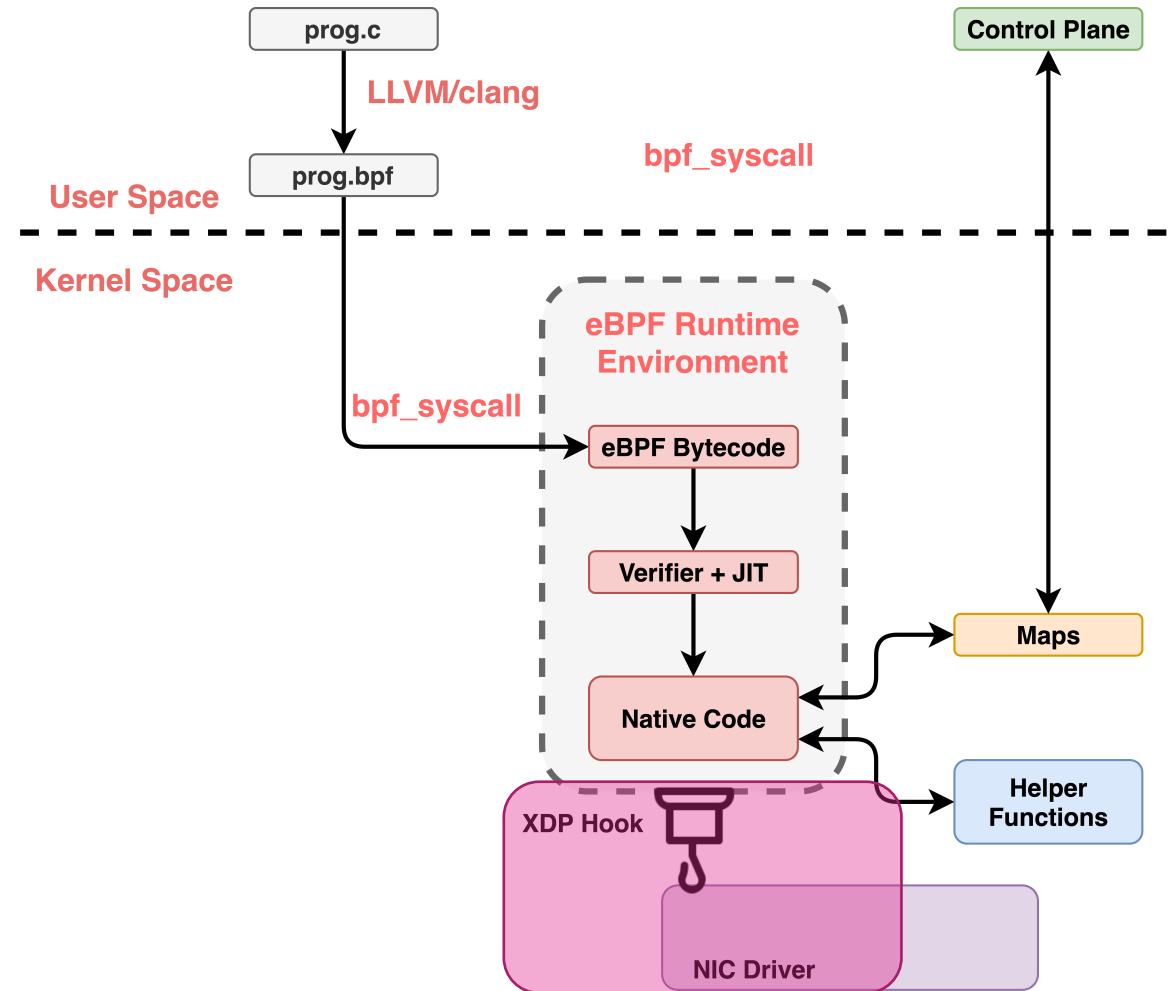 prog.c
Control Plane
LLVM/clang
bpf_syscall
prog.bpf
User Space
Kernel Space
eBPF Runtime
Environment
bpf_syscall
eBPF Bytecode
Verifier + JIT
Maps
Native Code
Helper
Functions
XDP Hook
NIC Driver